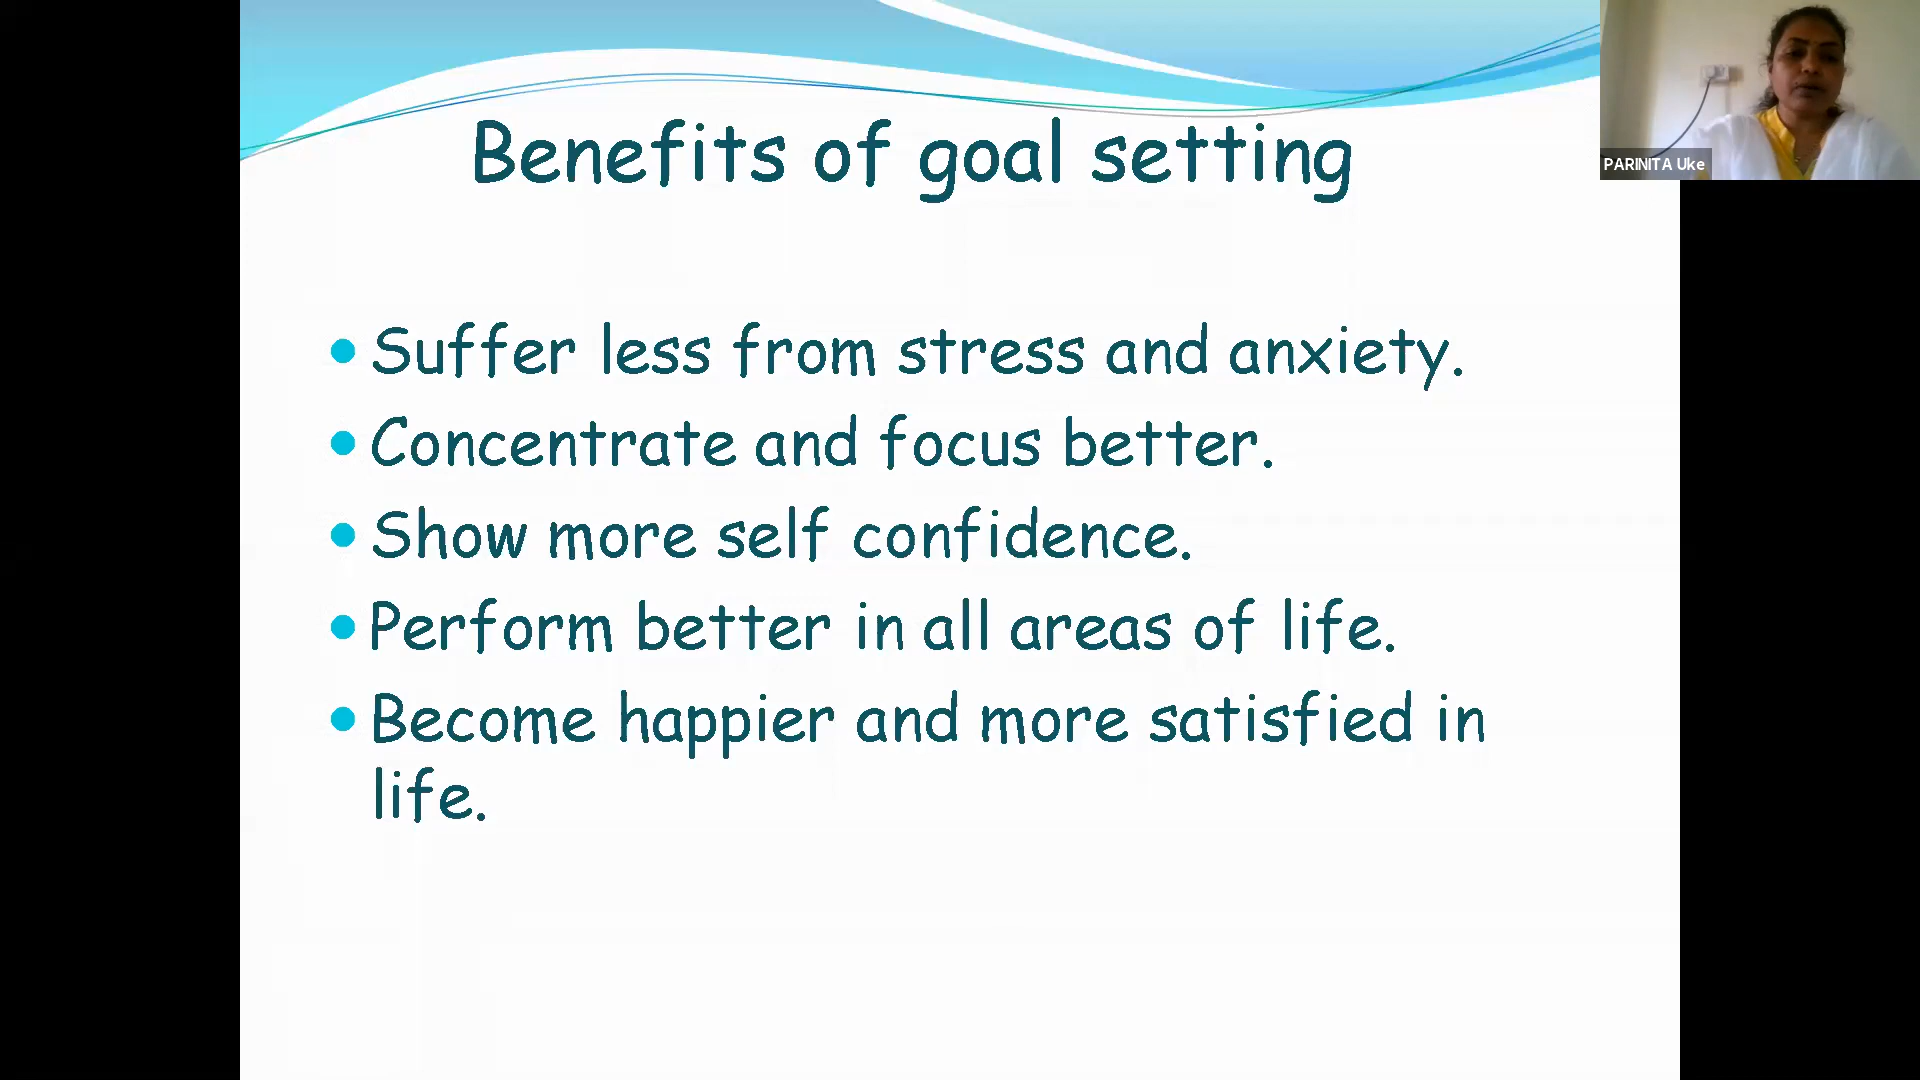 Benefits of goal setting
PARINITA Uke
Suffer less from stress and anxiety.
Concentrate and focus better.
Show more self confidence.
Perform better in all areas of life.
Become happier and more satisfied in
life.